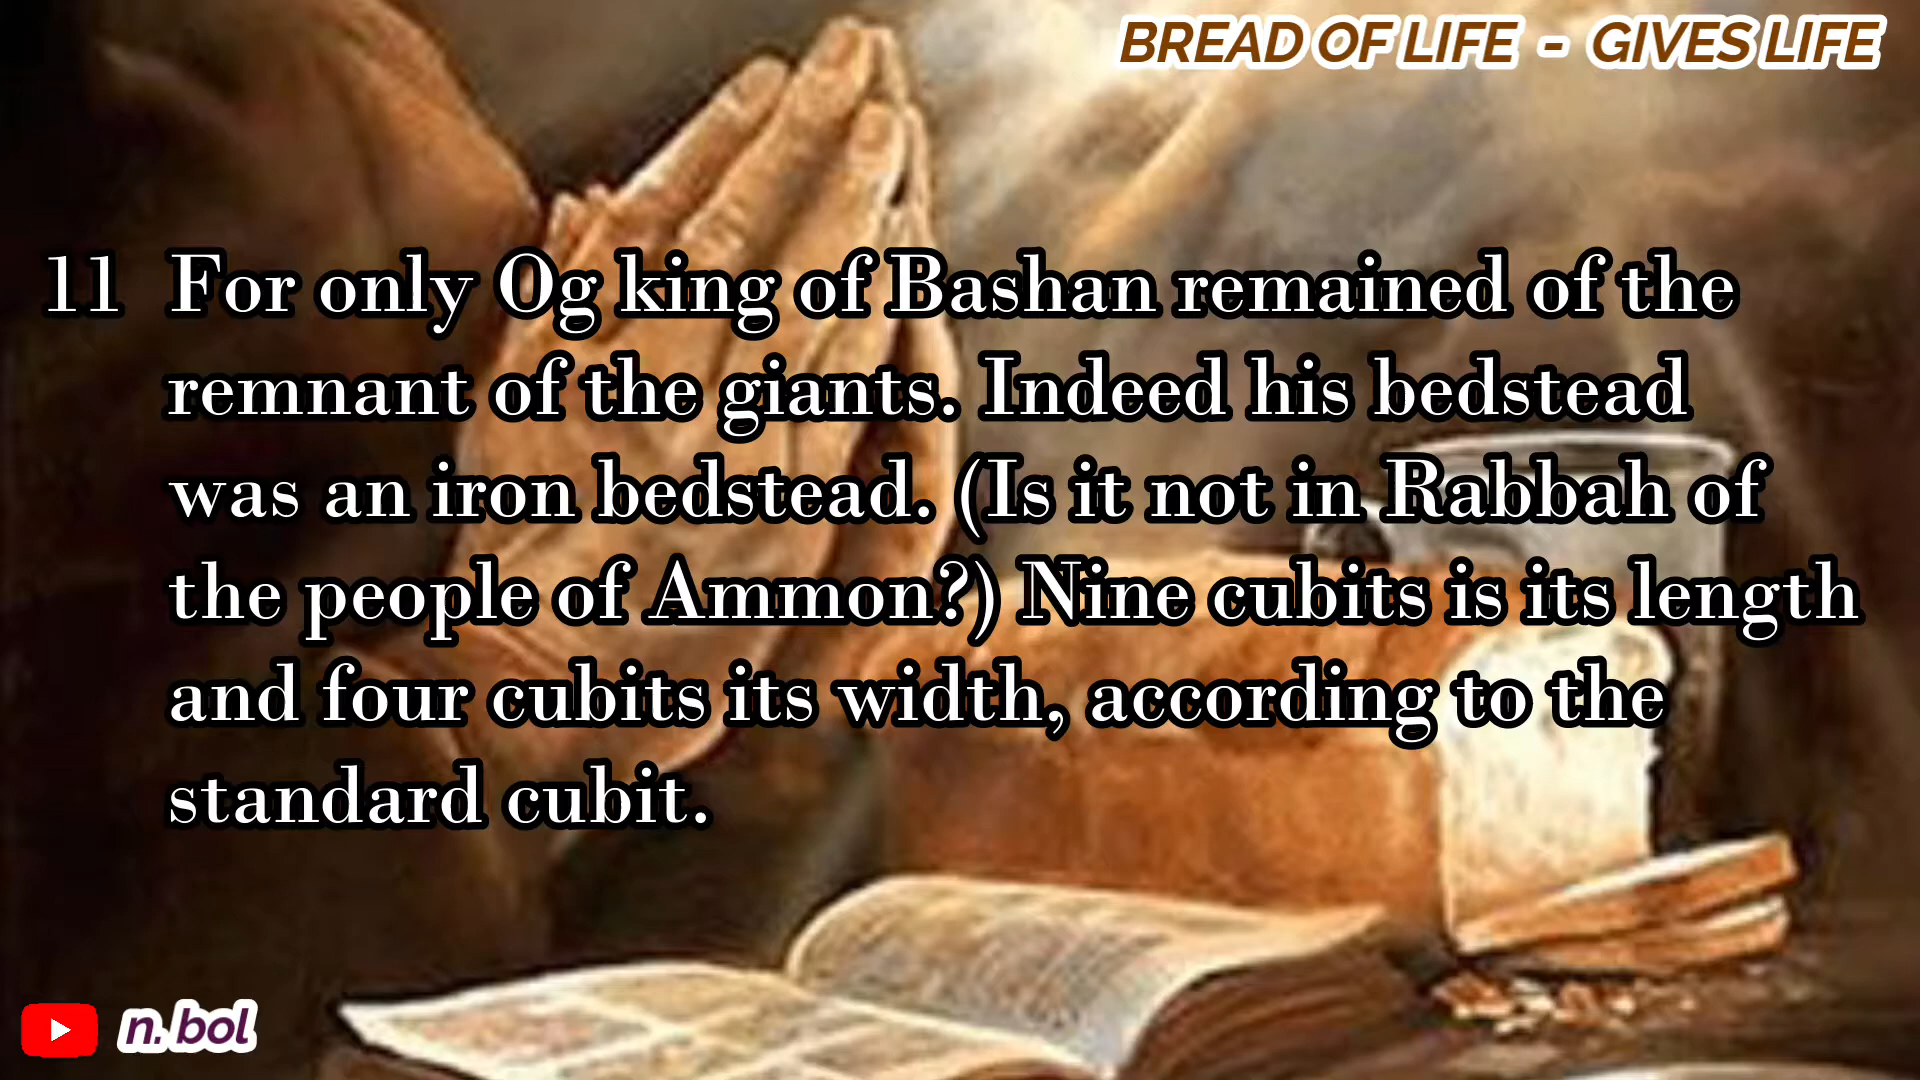 BREAD OF LIFE - GIVES LIFE
11 For only Og king of Bashan remained of the
remnant of the giants. Indeed his bedstead
was an iron bedstead. (Is it not in Rabbah of
the people of Ammon?) Nine cubits is its length
and four cubits its width, according to the
standard cubit.
n. bol